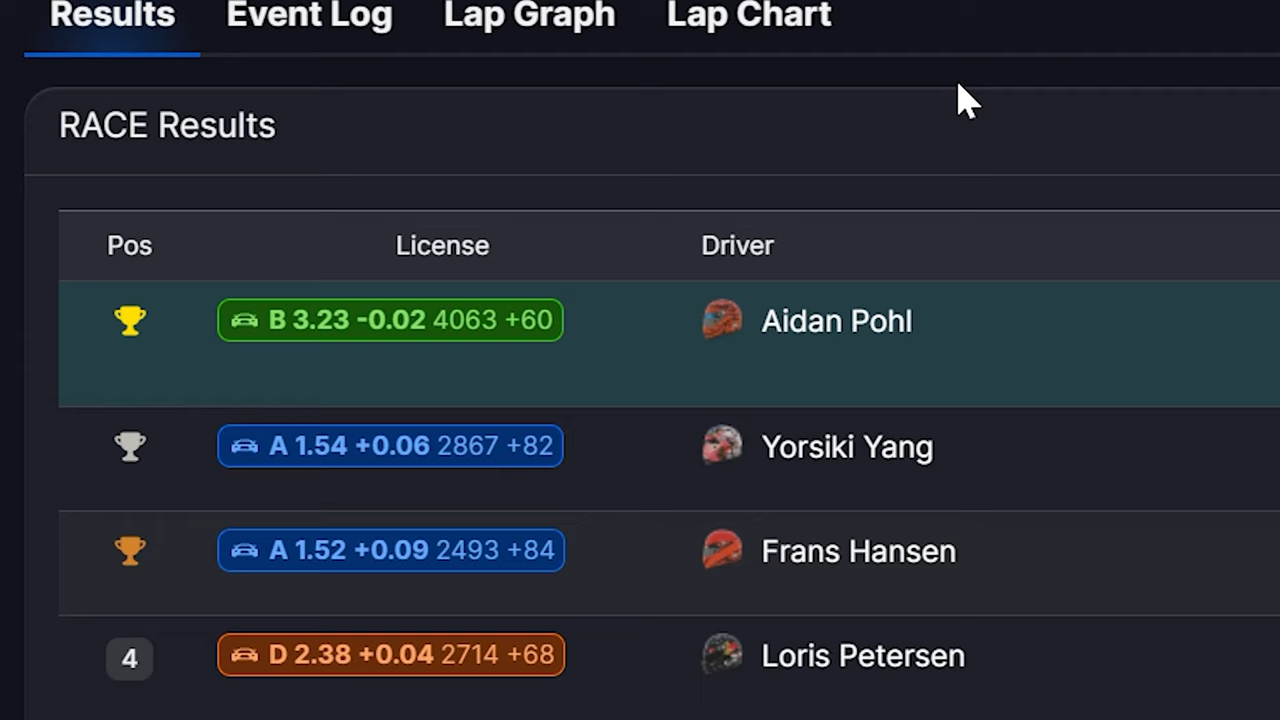 Results Event Log Lap Graph Lap Chart
RACE Results
Pos License Driver
B 3.23 -0.02 4063 +60 Aidan Pohl
A 1.54 +0.06 2867 +82 Yorsiki Yang
A 1.52 +0.09 2493 +84 Frans Hansen
4 D 2.38 +0.04 2714 +68 Loris Petersen